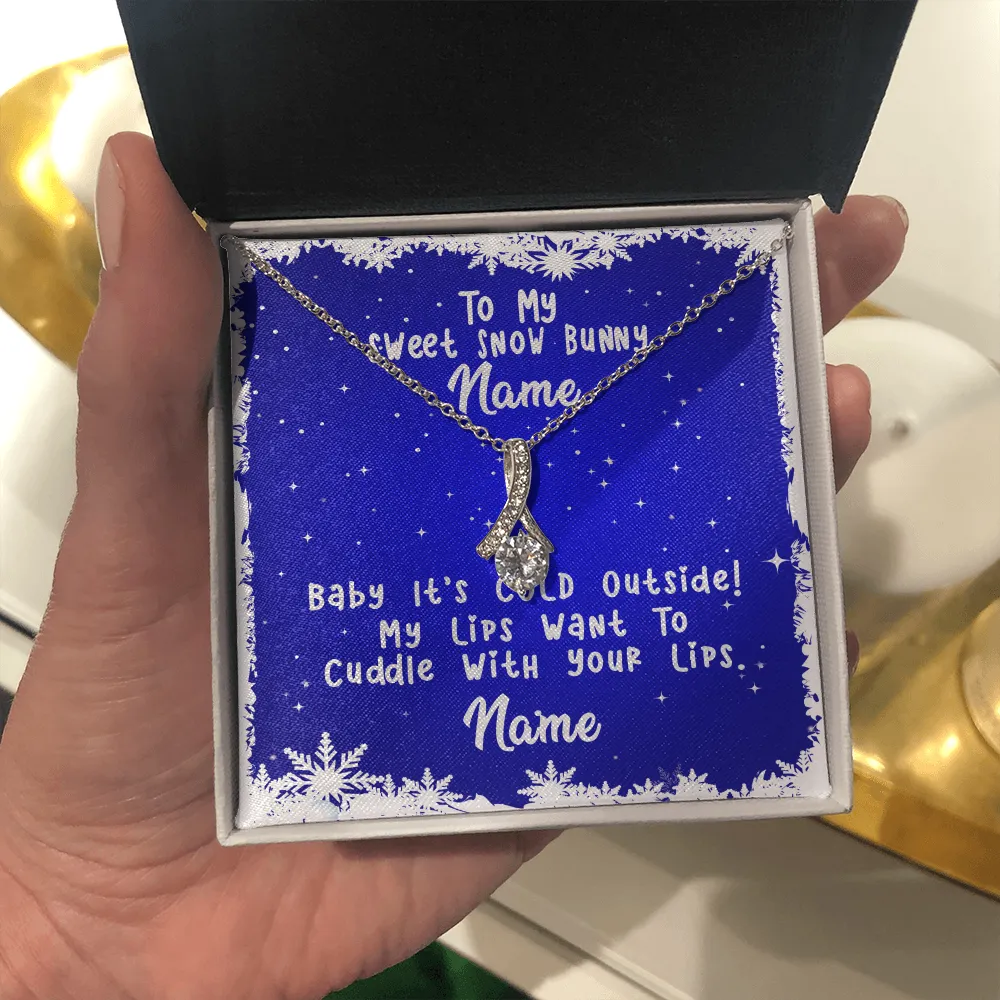 To My
Sweet Snow Bunny
Name
Baby It's Cold Outside!
My Lips Want To
Cuddle With Your Lips.
Name